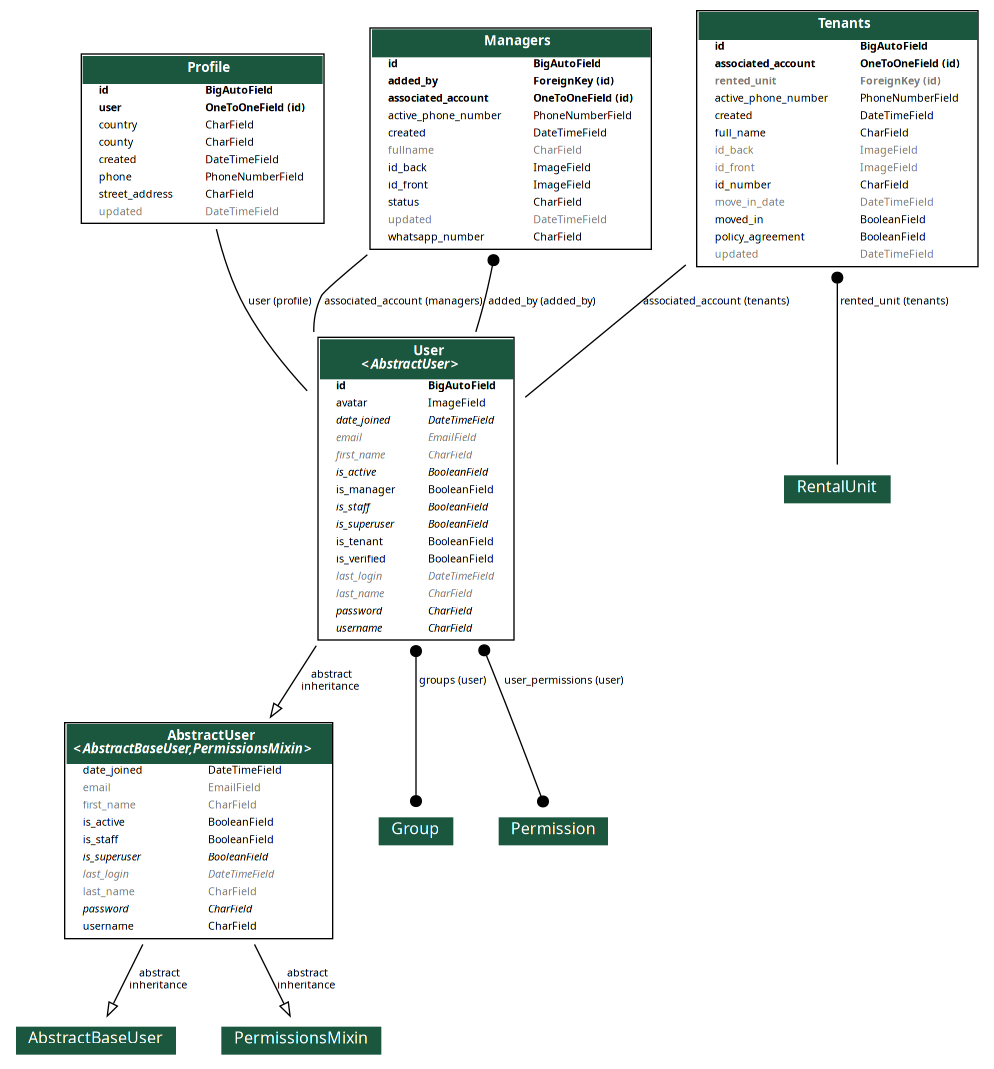 Profile
id BigAutoField
user OneToOneField (id)
country CharField
county CharField
created DateTimeField
phone PhoneNumberField
street_address CharField
updated DateTimeField
Managers
id BigAutoField
added_by ForeignKey (id)
associated_account OneToOneField (id)
active_phone_number PhoneNumberField
created DateTimeField
fullname CharField
id_back ImageField
id_front ImageField
status CharField
updated DateTimeField
whatsapp_number CharField
Tenants
id BigAutoField
associated_account OneToOneField (id)
rented_unit ForeignKey (id)
active_phone_number PhoneNumberField
created DateTimeField
full_name CharField
id_back ImageField
id_front ImageField
id_number CharField
move_in_date DateTimeField
moved_in BooleanField
policy_agreement BooleanField
updated DateTimeField
user (profile)
associated_account (managers)
added_by (added_by)
associated_account (tenants)
rented_unit (tenants)
User
<AbstractUser>
id BigAutoField
avatar ImageField
date_joined DateTimeField
email EmailField
first_name CharField
is_active BooleanField
is_manager BooleanField
is_staff BooleanField
is_superuser BooleanField
is_tenant BooleanField
is_verified BooleanField
last_login DateTimeField
last_name CharField
password CharField
username CharField
RentalUnit
abstract
inheritance
groups (user)
user_permissions (user)
AbstractUser
<AbstractBaseUser,PermissionsMixin>
date_joined DateTimeField
email EmailField
first_name CharField
is_active BooleanField
is_staff BooleanField
is_superuser BooleanField
last_login DateTimeField
last_name CharField
password CharField
username CharField
Group
Permission
abstract
inheritance
abstract
inheritance
AbstractBaseUser
PermissionsMixin